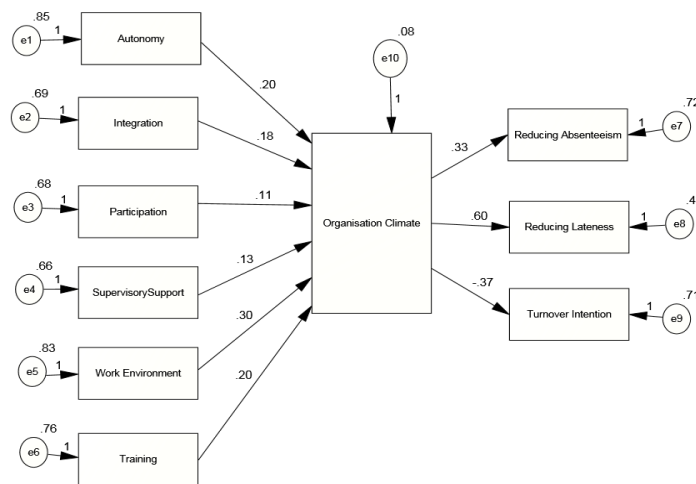 .85
e1 1 Autonomy
.69
e2 1 Integration
.68
e3 1 Participation
.66
e4 1 SupervisorySupport
.83
e5 1 Work Environment
.76
e6 1 Training
.20
.18
.11
.13
.30
.20
.08
e10
1
Organisation Climate
.33
.60
-.37
.72
Reducing Absenteeism 1 e7
Reducing Lateness 1 e8
.71
Turnover Intention 1 e9